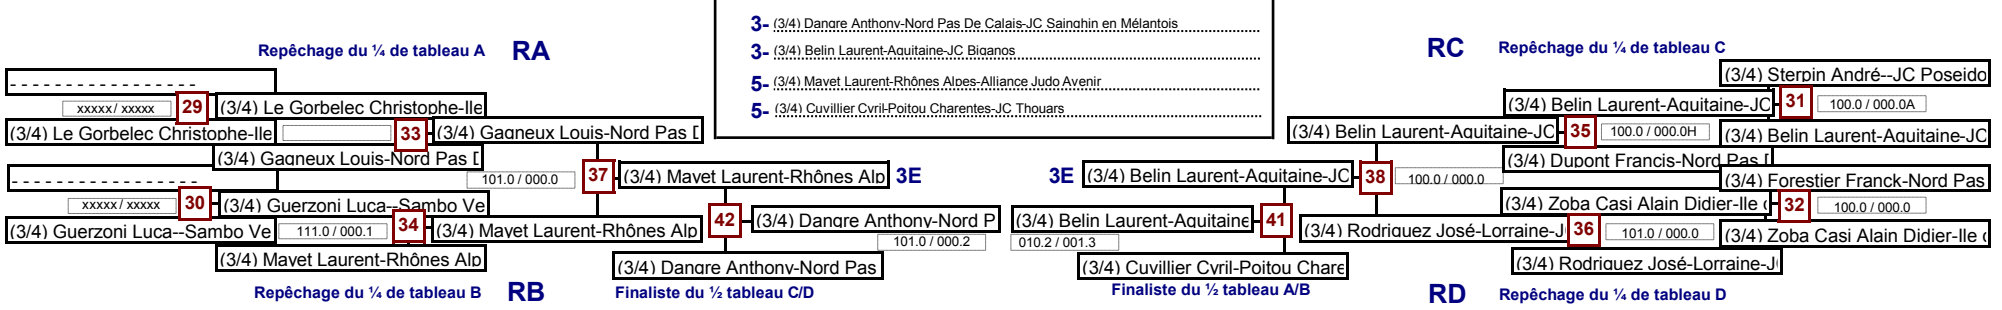 3- (3/4) Dangre Anthony-Nord Pas De Calais-JC Sainghin en Mélantois
3- (3/4) Belin Laurent-Aquitaine-JC Biganos
5- (3/4) Mayet Laurent-Rhônes Alpes-Alliance Judo Avenir
5- (3/4) Cuvillier Cyril-Poitou Charentes-JC Thouars
Repêchage du ¼ de tableau A RA
- - - - - - - - - - - - - - - - -
xxxxx / xxxxx 29 (3/4) Le Gorbelec Christophe-Ile
(3/4) Le Gorbelec Christophe-Ile 33 (3/4) Gagneux Louis-Nord Pas
(3/4) Gagneux Louis-Nord Pas
- - - - - - - - - - - - - - - - -
101.0 / 000.0 37 (3/4) Mayet Laurent-Rhônes Alp 3E
xxxxx / xxxxx 30 (3/4) Guerzoni Luca--Sambo Ve
(3/4) Guerzoni Luca--Sambo Ve 111.0 / 000.1 34 (3/4) Mayet Laurent-Rhônes Alp
(3/4) Mayet Laurent-Rhônes Alp
42 (3/4) Dangre Anthony-Nord P
101.0 / 000.2
(3/4) Dangre Anthony-Nord Pas
Repêchage du ¼ de tableau B RB
Finaliste du ½ tableau C/D
RC Repêchage du ¼ de tableau C
(3/4) Sterpin André--JC Poseido
(3/4) Belin Laurent-Aquitaine-JC 31 100.0 / 000.0A
(3/4) Belin Laurent-Aquitaine-JC 35 100.0 / 000.0H (3/4) Belin Laurent-Aquitaine-JC
(3/4) Dupont Francis-Nord Pas
3E (3/4) Belin Laurent-Aquitaine-JC 38 100.0 / 000.0
(3/4) Forestier Franck-Nord Pas
(3/4) Zoba Casi Alain Didier-Ile 32 100.0 / 000.0
(3/4) Rodriguez José-Lorraine-J 36 101.0 / 000.0 (3/4) Zoba Casi Alain Didier-Ile
(3/4) Rodriguez José-Lorraine-J
(3/4) Belin Laurent-Aquitaine 41
010.2 / 001.3
(3/4) Cuvillier Cyril-Poitou Chare
Finaliste du ½ tableau A/B
RD Repêchage du ¼ de tableau D